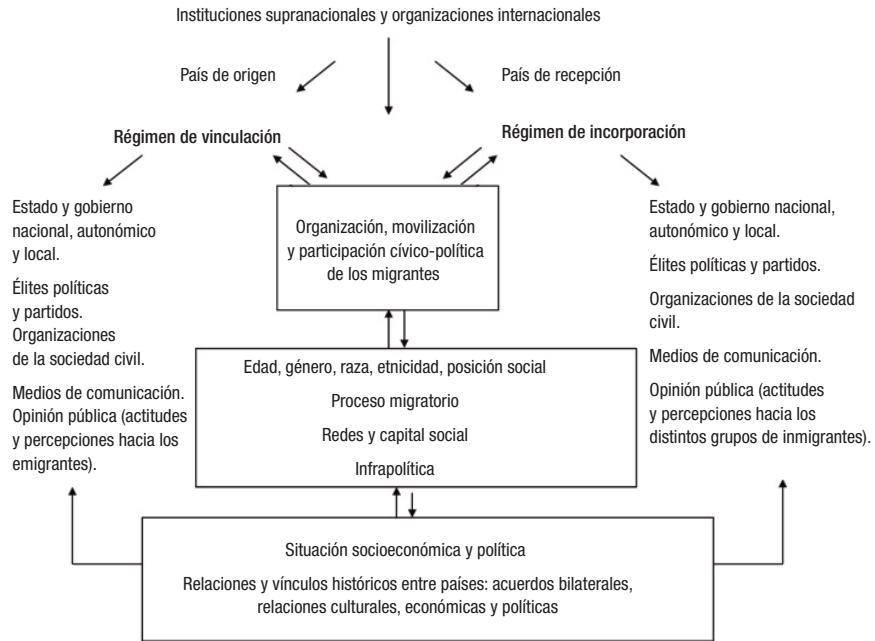 Instituciones supranacionales y organizaciones internacionales
País de origen
País de recepción
Régimen de vinculación
Régimen de incorporación
Estado y gobierno
nacional, autonómico
y local.
Élites políticas
y partidos.
Organizaciones
de la sociedad civil.
Medios de comunicación.
Opinión pública (actitudes
y percepciones hacia los
emigrantes).
Organización, movilización
y participación cívico-política
de los migrantes
Edad, género, raza, etnicidad, posición social
Proceso migratorio
Redes y capital social
Infrapolítica
Estado y gobierno nacional,
autonómico y local.
Élites políticas y partidos.
Organizaciones de la sociedad
civil.
Medios de comunicación.
Opinión pública (actitudes
y percepciones hacia los
distintos grupos de inmigrantes).
Situación socioeconómica y política
Relaciones y vínculos históricos entre países: acuerdos bilaterales,
relaciones culturales, económicas y políticas